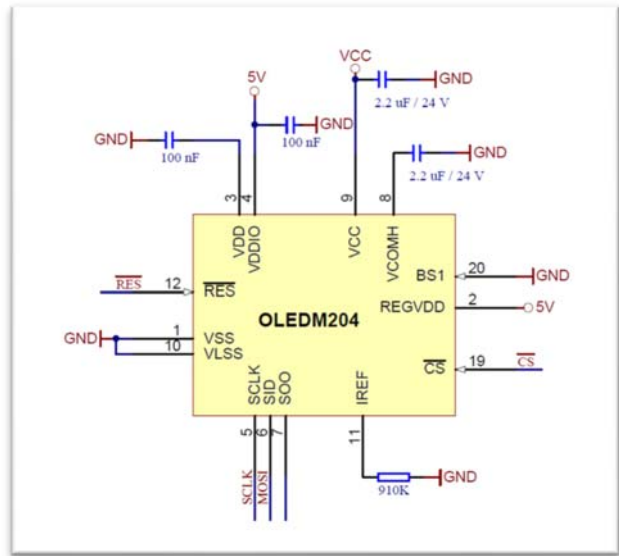 VCC
5V
GND
2.2 uF / 24 V
GND
GND
100 nF
100 nF
GND
2.2 uF / 24 V
3
4
9
8
VDD
VDDIO
VCC
VCOMH
RES
12
RES
BS1
20
GND
REGVDD
2
5V
OLEDM204
GND
1
VSS
10
VLSS
CS
19
CS
SCLK
SID
SOO
IREF
5
6
7
11
SCLK
MOSI
910K
GND